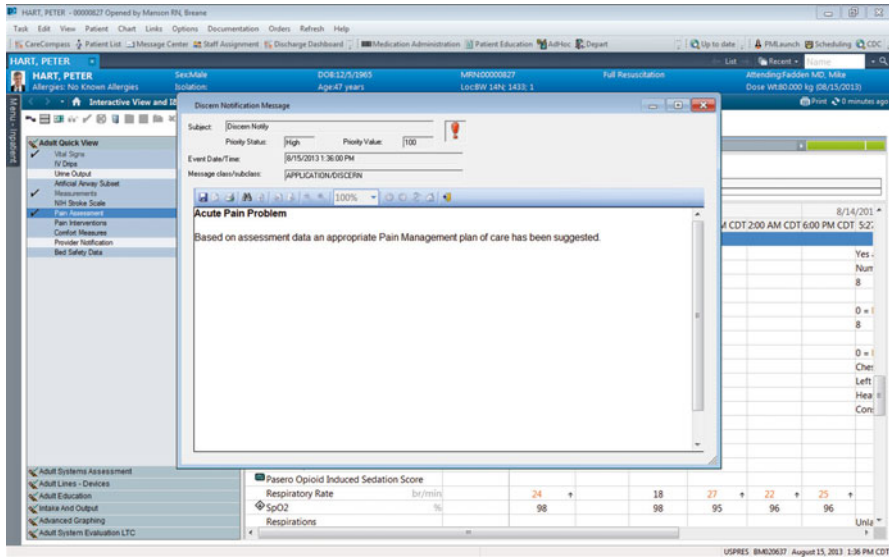 HART, PETER - 00000827 Opened by Manson RN, Breane
Task Edit View Patient Chart Links Options Documentation Orders Refresh Help
CareCompass Patient List Message Center Staff Assignment Discharge Dashboard Medication Administration Patient Education AdHoc Depart Up to date PMLaunch Scheduling CDC
HART, PETER List Recent Name
HART, PETER Sex:Male DOB:12/5/1965 MRN:00000827 Full Resuscitation Attending:Fadden MD, Mike
Allergies: No Known Allergies Isolation: Age:47 years Loc:8W 14N; 1433; 1 Dose Wt:80.000 kg (08/15/2013)
Menu - Inpatient
Interactive View and I& Print 0 minutes ago
Discern Notification Message
Subject: Discern Notify
Priority Status: High Priority Value: 100
Event Date/Time: 8/15/2013 1:36:00 PM
Message class/subclass: APPLICATION/DISCERN
100%
Acute Pain Problem
Based on assessment data an appropriate Pain Management plan of care has been suggested.
Adult Quick View
Vital Signs
IV Drips
Urine Output
Artificial Airway Subset
Measurements
NIH Stroke Scale
Pain Assessment
Pain Interventions
Comfort Measures
Provider Notification
Bed Safety Data
8/14/201
M CDT 2:00 AM CDT 6:00 PM CDT 5:2
Yes
Num
8
0 =
8
0 =
Ches
Left
Hea
Cons
Adult Systems Assessment
Adult Lines - Devices
Adult Education
Intake And Output
Advanced Graphing
Adult System Evaluation LTC
Pasero Opioid Induced Sedation Score
Respiratory Rate br/min 24 18 27 22 25
SpO2 % 98 98 95 96 96
Respirations Unla
USPRES BM020637 August 15, 2013 1:36 PM CDT